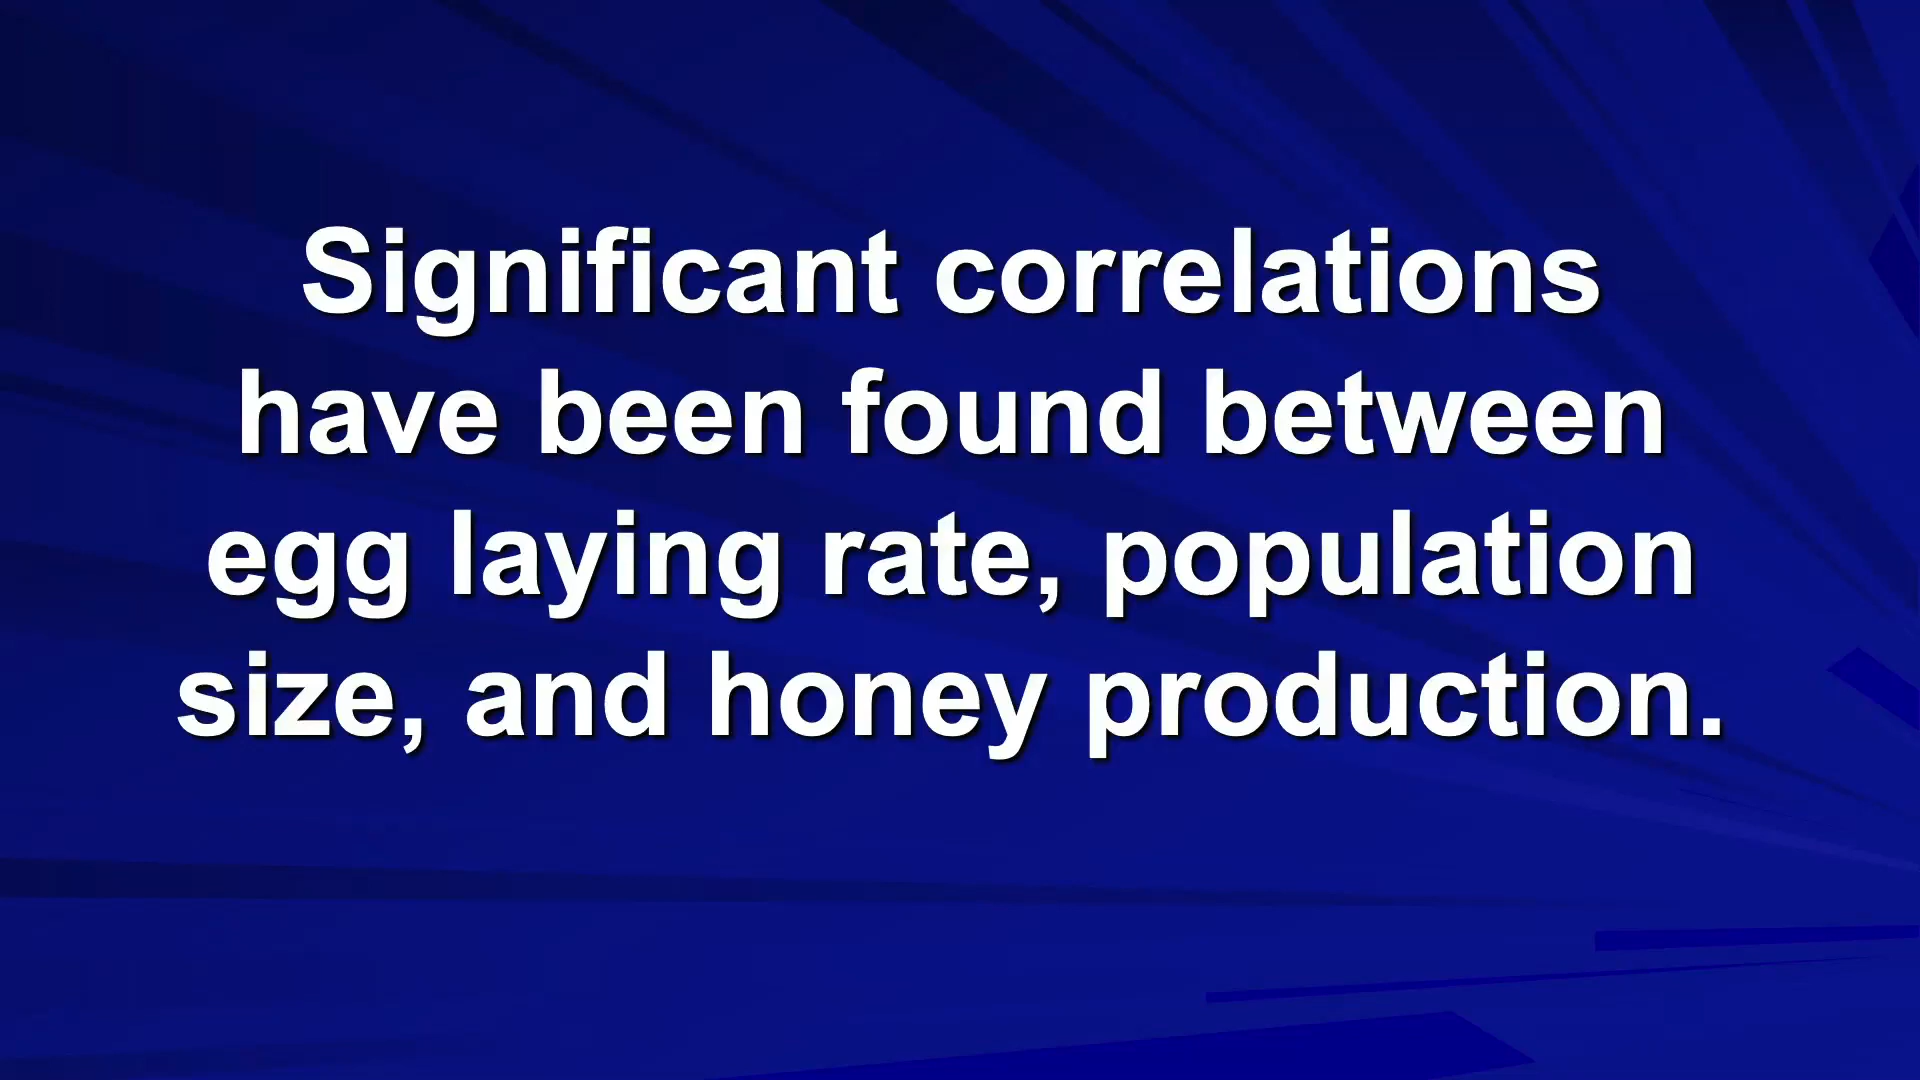 Significant correlations
have been found between
egg laying rate, population
size, and honey production.